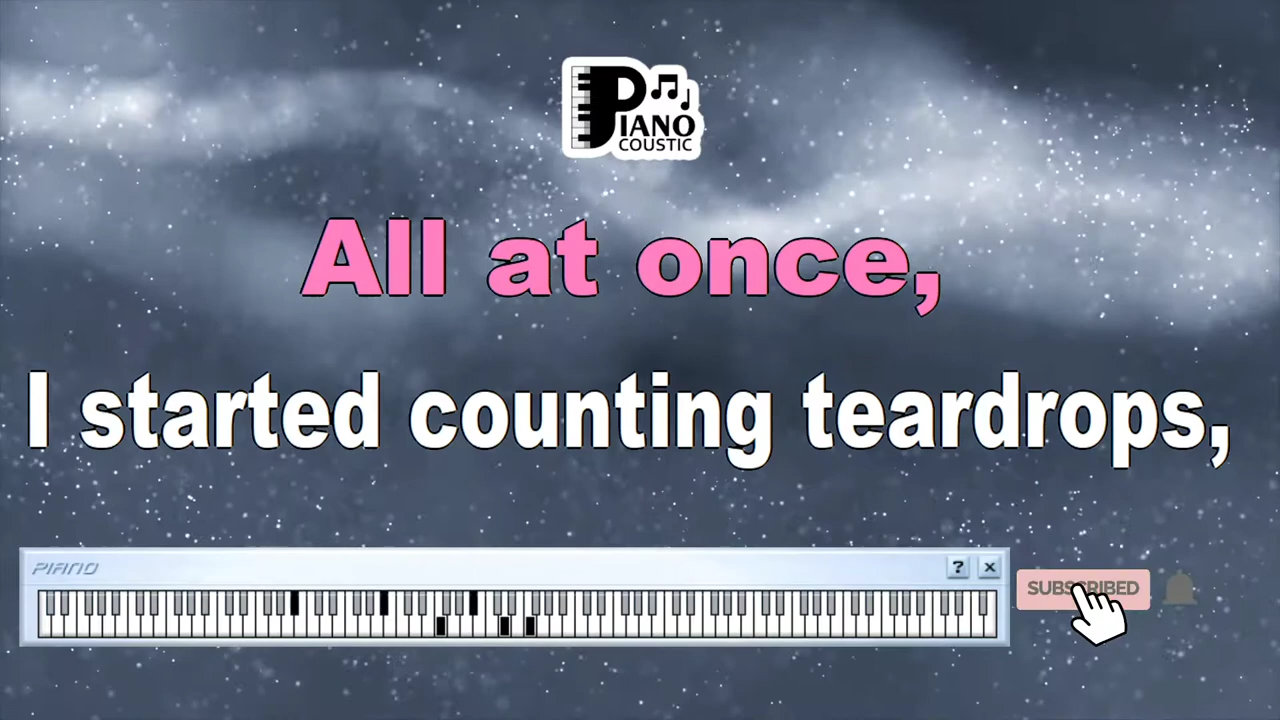 PIANO
COUSTIC
All at once,
I started counting teardrops,
PIANO
? ×
SUBSCRIBED